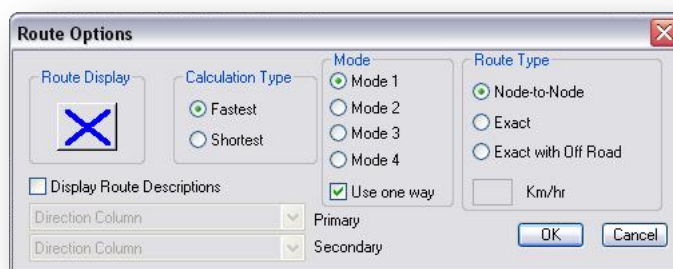 Route Options
Route Display
Calculation Type
Fastest
Shortest
Mode
Mode 1
Mode 2
Mode 3
Mode 4
Use one way
Route Type
Node-to-Node
Exact
Exact with Off Road
Km/hr
Display Route Descriptions
Direction Column
Primary
Direction Column
Secondary
OK
Cancel